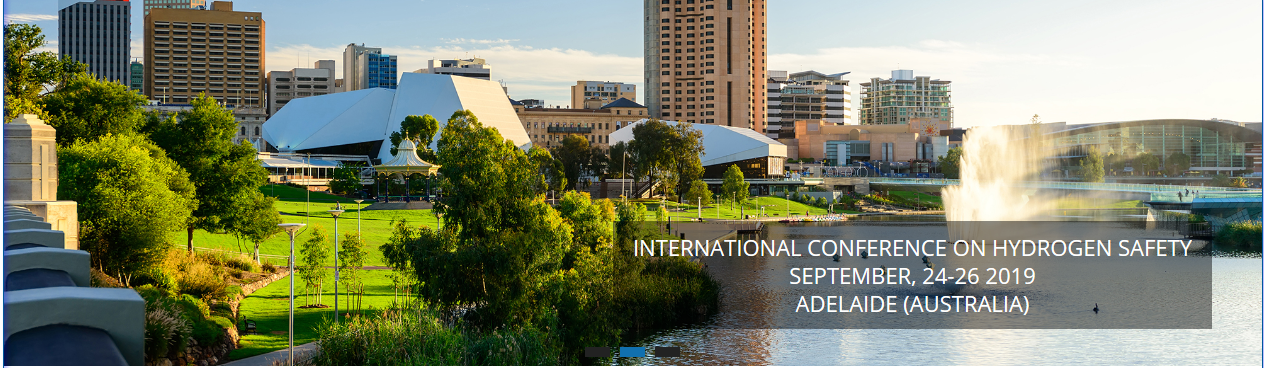 INTERNATIONAL CONFERENCE ON HYDROGEN SAFETY
SEPTEMBER, 24-26 2019
ADELAIDE (AUSTRALIA)